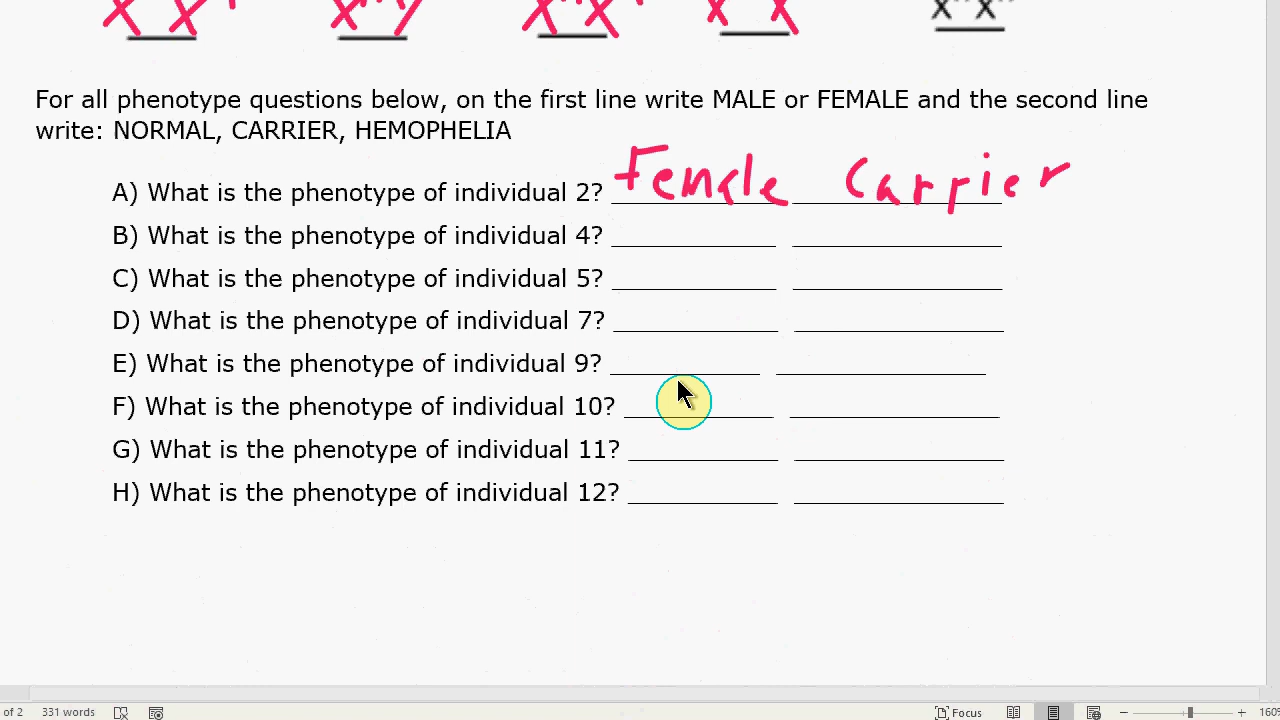 For all phenotype questions below, on the first line write MALE or FEMALE and the second line
write: NORMAL, CARRIER, HEMOPHELIA
A) What is the phenotype of individual 2? Female Carrier
B) What is the phenotype of individual 4?
C) What is the phenotype of individual 5?
D) What is the phenotype of individual 7?
E) What is the phenotype of individual 9?
F) What is the phenotype of individual 10?
G) What is the phenotype of individual 11?
H) What is the phenotype of individual 12?
of 2 331 words Focus